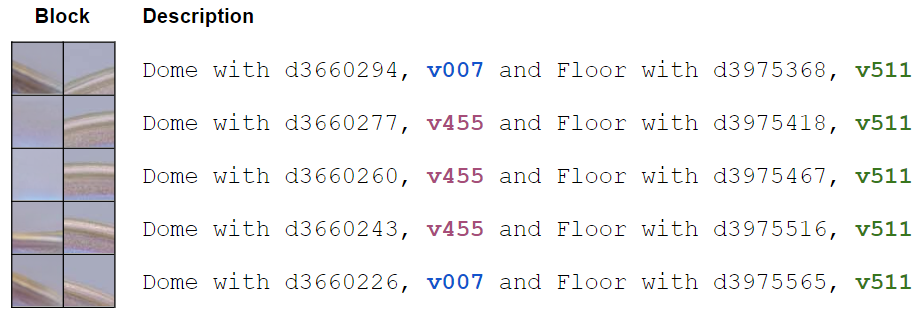 Block Description
Dome with d3660294, v007 and Floor with d3975368, v511
Dome with d3660277, v455 and Floor with d3975418, v511
Dome with d3660260, v455 and Floor with d3975467, v511
Dome with d3660243, v455 and Floor with d3975516, v511
Dome with d3660226, v007 and Floor with d3975565, v511